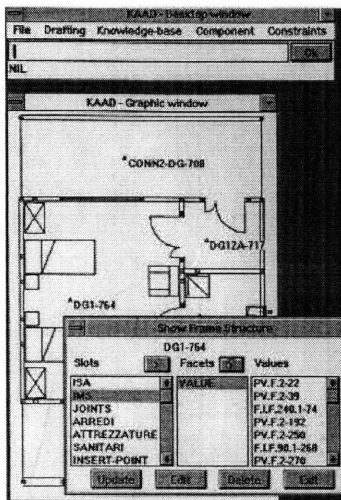 KAAD - Desktop window
File Drafting Knowledge-base Component Constraints
Ok
NIL
KAAD - Graphic window
*CONN2-DG-708
*DG12A-717
*DG1-764
Show Frame Structure
DG1-764
Slots Facets Values
ISA VALUE PV.F.2-22
IMS PV.F.2-39
JOINTS F.I.F.240.1-74
ARREDI PV.F.2-192
ATTREZZATURE PV.F.2-250
SANITARI F.I.F.90.1-268
INSERT-POINT PV.F.2-270
Update Edit Delete Exit